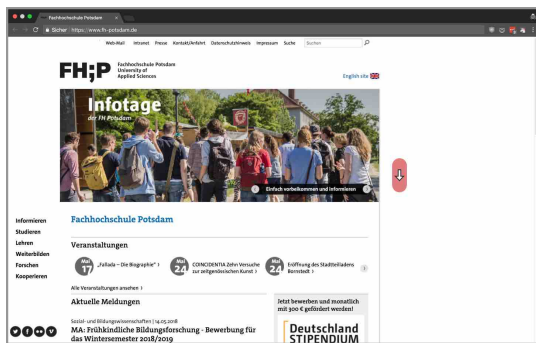 Fachhochschule Potsdam
Sicher https://www.fh-potsdam.de
Web-Mail Intranet Presse Kontakt/Anfahrt Datenschutzhinweis Impressum Suche Suchen
FH;P
Fachhochschule Potsdam
University of
Applied Sciences
English site
Infotage
der FH Potsdam
Einfach vorbeikommen und informieren
Informieren
Studieren
Lehren
Weiterbilden
Forschen
Kooperieren
Fachhochschule Potsdam
Veranstaltungen
Mai 17 „Fallada – Die Biographie“ ›
Mai 24 COINCIDENTIA Zehn Versuche
zur zeitgenössischen Kunst ›
Mai 24 Eröffnung des Stadtteilladens
Bornstedt ›
Alle Veranstaltungen ansehen ›
Aktuelle Meldungen
Sozial- und Bildungswissenschaften | 14.05.2018
MA: Frühkindliche Bildungsforschung - Bewerbung für
das Wintersemester 2018/2019
Jetzt bewerben und monatlich
mit 300 € gefördert werden!
Deutschland
STIPENDIUM